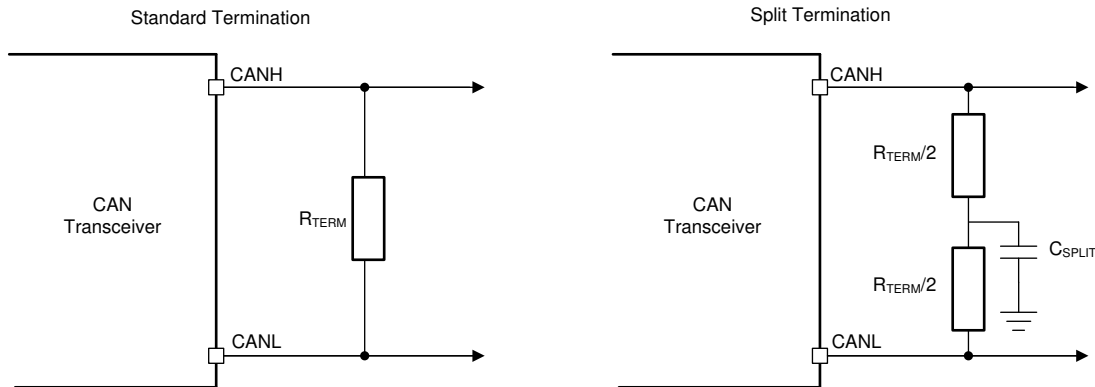 Standard Termination
CANH
CAN
Transceiver
RTERM
CANL
Split Termination
CANH
RTERM/2
CAN
Transceiver
CSPLIT
RTERM/2
CANL